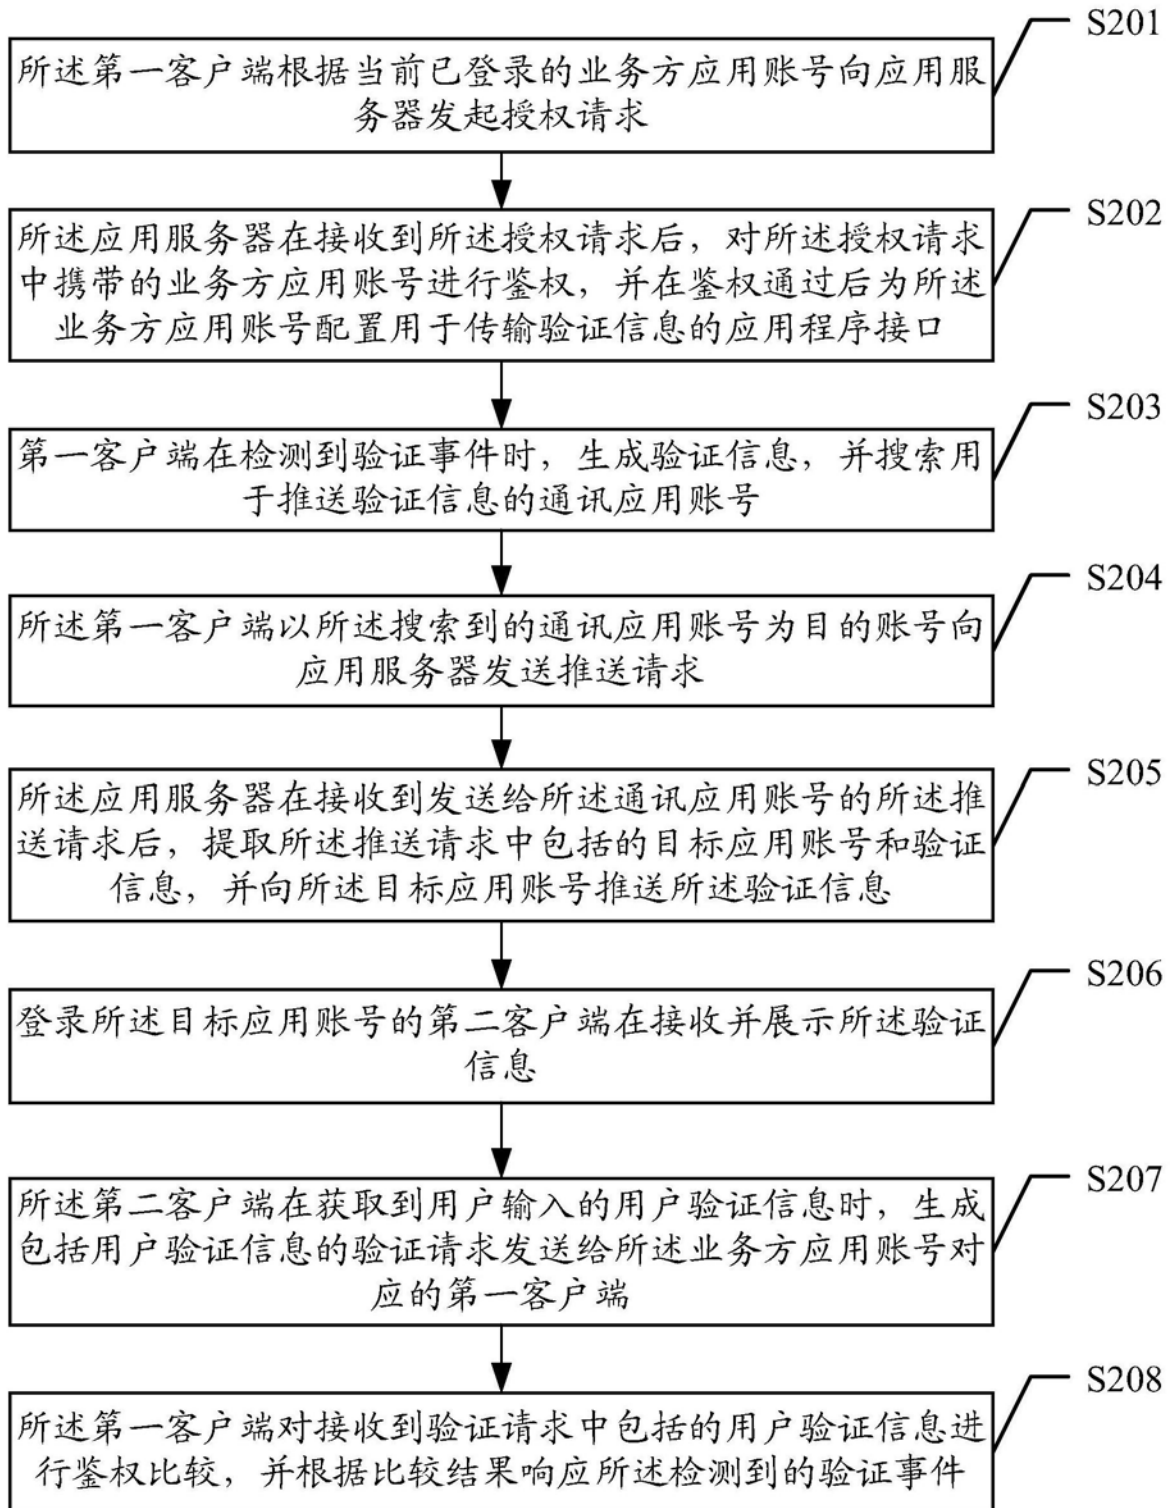 S201
所述第一客户端根据当前已登录的业务方应用账号向应用服
务器发起授权请求
S202
所述应用服务器在接收到所述授权请求后，对所述授权请求
中携带的业务方应用账号进行鉴权，并在鉴权通过后为所述
业务方应用账号配置用于传输验证信息的应用程序接口
S203
第一客户端在检测到验证事件时，生成验证信息，并搜索用
于推送验证信息的通讯应用账号
S204
所述第一客户端以所述搜索到的通讯应用账号为目的账号向
应用服务器发送推送请求
S205
所述应用服务器在接收到发送给所述通讯应用账号的所述推
送请求后，提取所述推送请求中包括的目标应用账号和验证
信息，并向所述目标应用账号推送所述验证信息
S206
登录所述目标应用账号的第二客户端在接收并展示所述验证
信息
S207
所述第二客户端在获取到用户输入的用户验证信息时，生成
包括用户验证信息的验证请求发送给所述业务方应用账号对
应的第一客户端
S208
所述第一客户端对接收到验证请求中包括的用户验证信息进
行鉴权比较，并根据比较结果响应所述检测到的验证事件